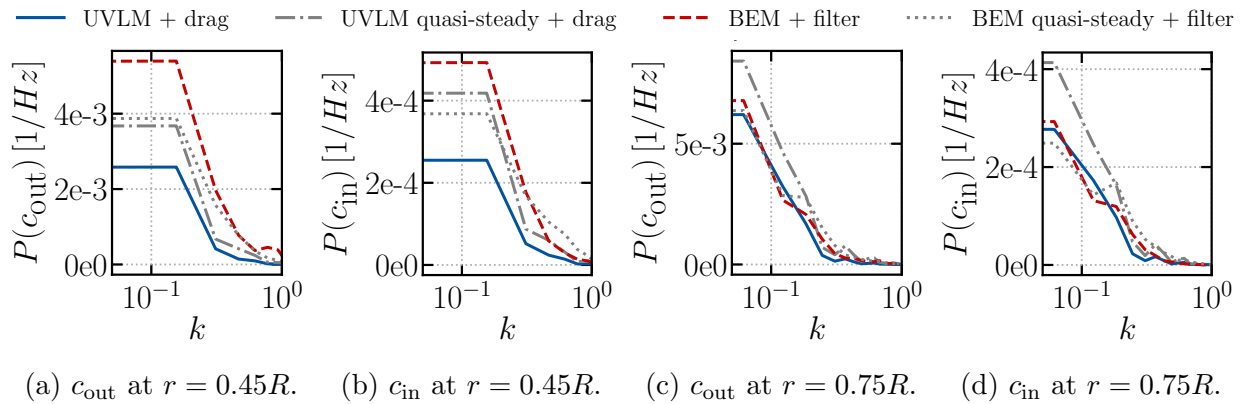 UVLM + drag UVLM quasi-steady + drag BEM + filter BEM quasi-steady + filter
P(c_out) [1/Hz]
4e-3
2e-3
0e0
10^-1 10^0
k
P(c_in) [1/Hz]
4e-4
2e-4
0e0
10^-1 10^0
k
P(c_out) [1/Hz]
5e-3
0e0
10^-1 10^0
k
P(c_in) [1/Hz]
4e-4
2e-4
0e0
10^-1 10^0
k
(a) c_out at r = 0.45R.
(b) c_in at r = 0.45R.
(c) c_out at r = 0.75R.
(d) c_in at r = 0.75R.